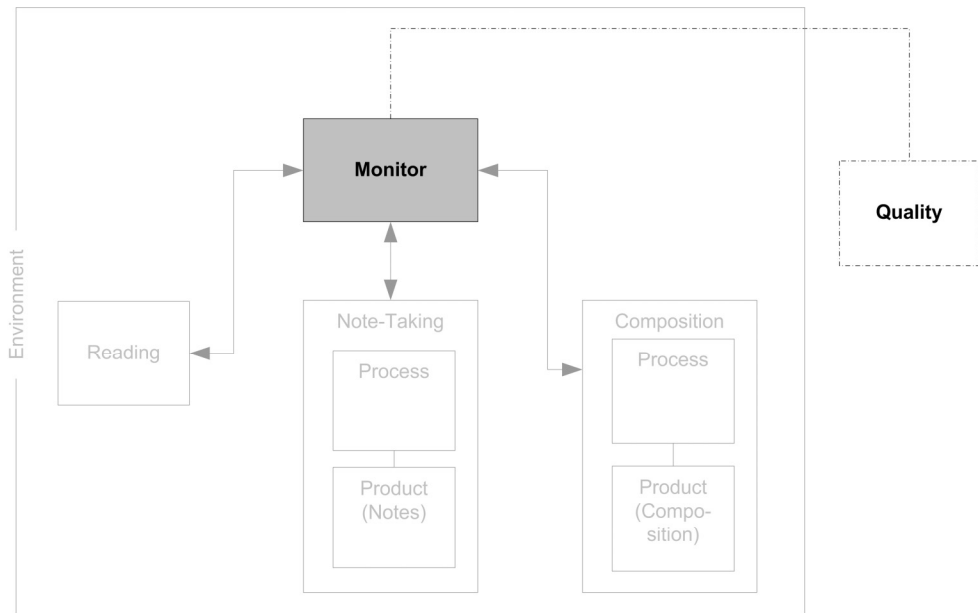 Monitor
Quality
Environment
Reading
Note-Taking
Process
Product
(Notes)
Composition
Process
Product
(Compo-
sition)